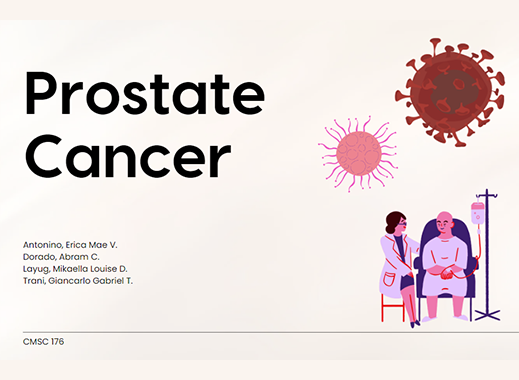 Prostate
Cancer
Antonino, Erica Mae V.
Dorado, Abram C.
Layug, Mikaella Louise D.
Trani, Giancarlo Gabriel T.
CMSC 176